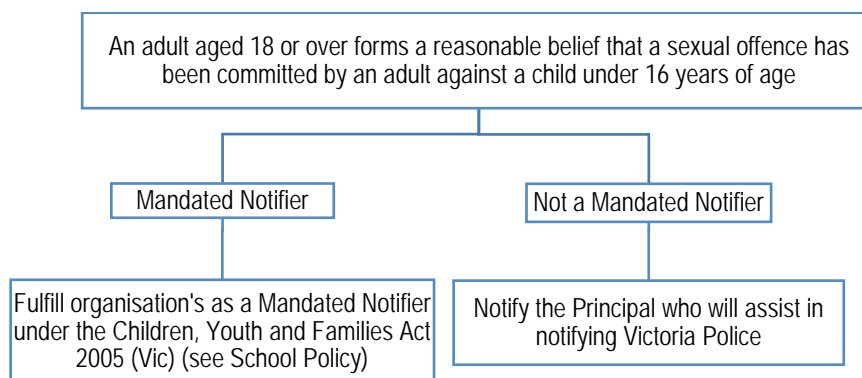 An adult aged 18 or over forms a reasonable belief that a sexual offence has
been committed by an adult against a child under 16 years of age
Mandated Notifier
Not a Mandated Notifier
Fulfill organisation's as a Mandated Notifier
under the Children, Youth and Families Act
2005 (Vic) (see School Policy)
Notify the Principal who will assist in
notifying Victoria Police